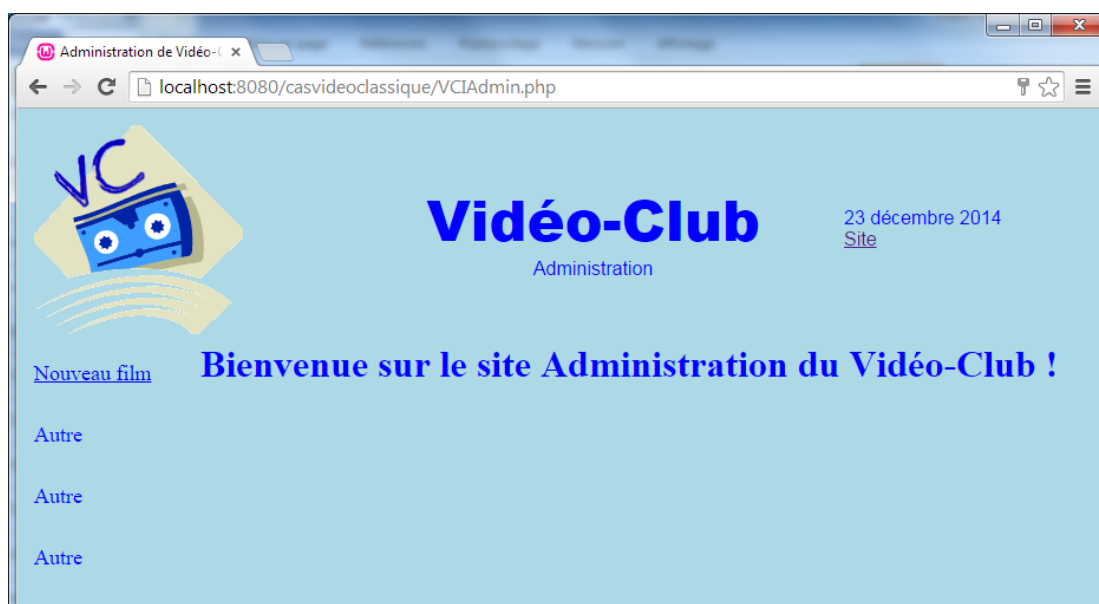 Administration de Vidéo-C
localhost:8080/casvideoclassique/VCIAdmin.php
VC
Vidéo-Club
Administration
23 décembre 2014
Site
Nouveau film
Bienvenue sur le site Administration du Vidéo-Club !
Autre
Autre
Autre